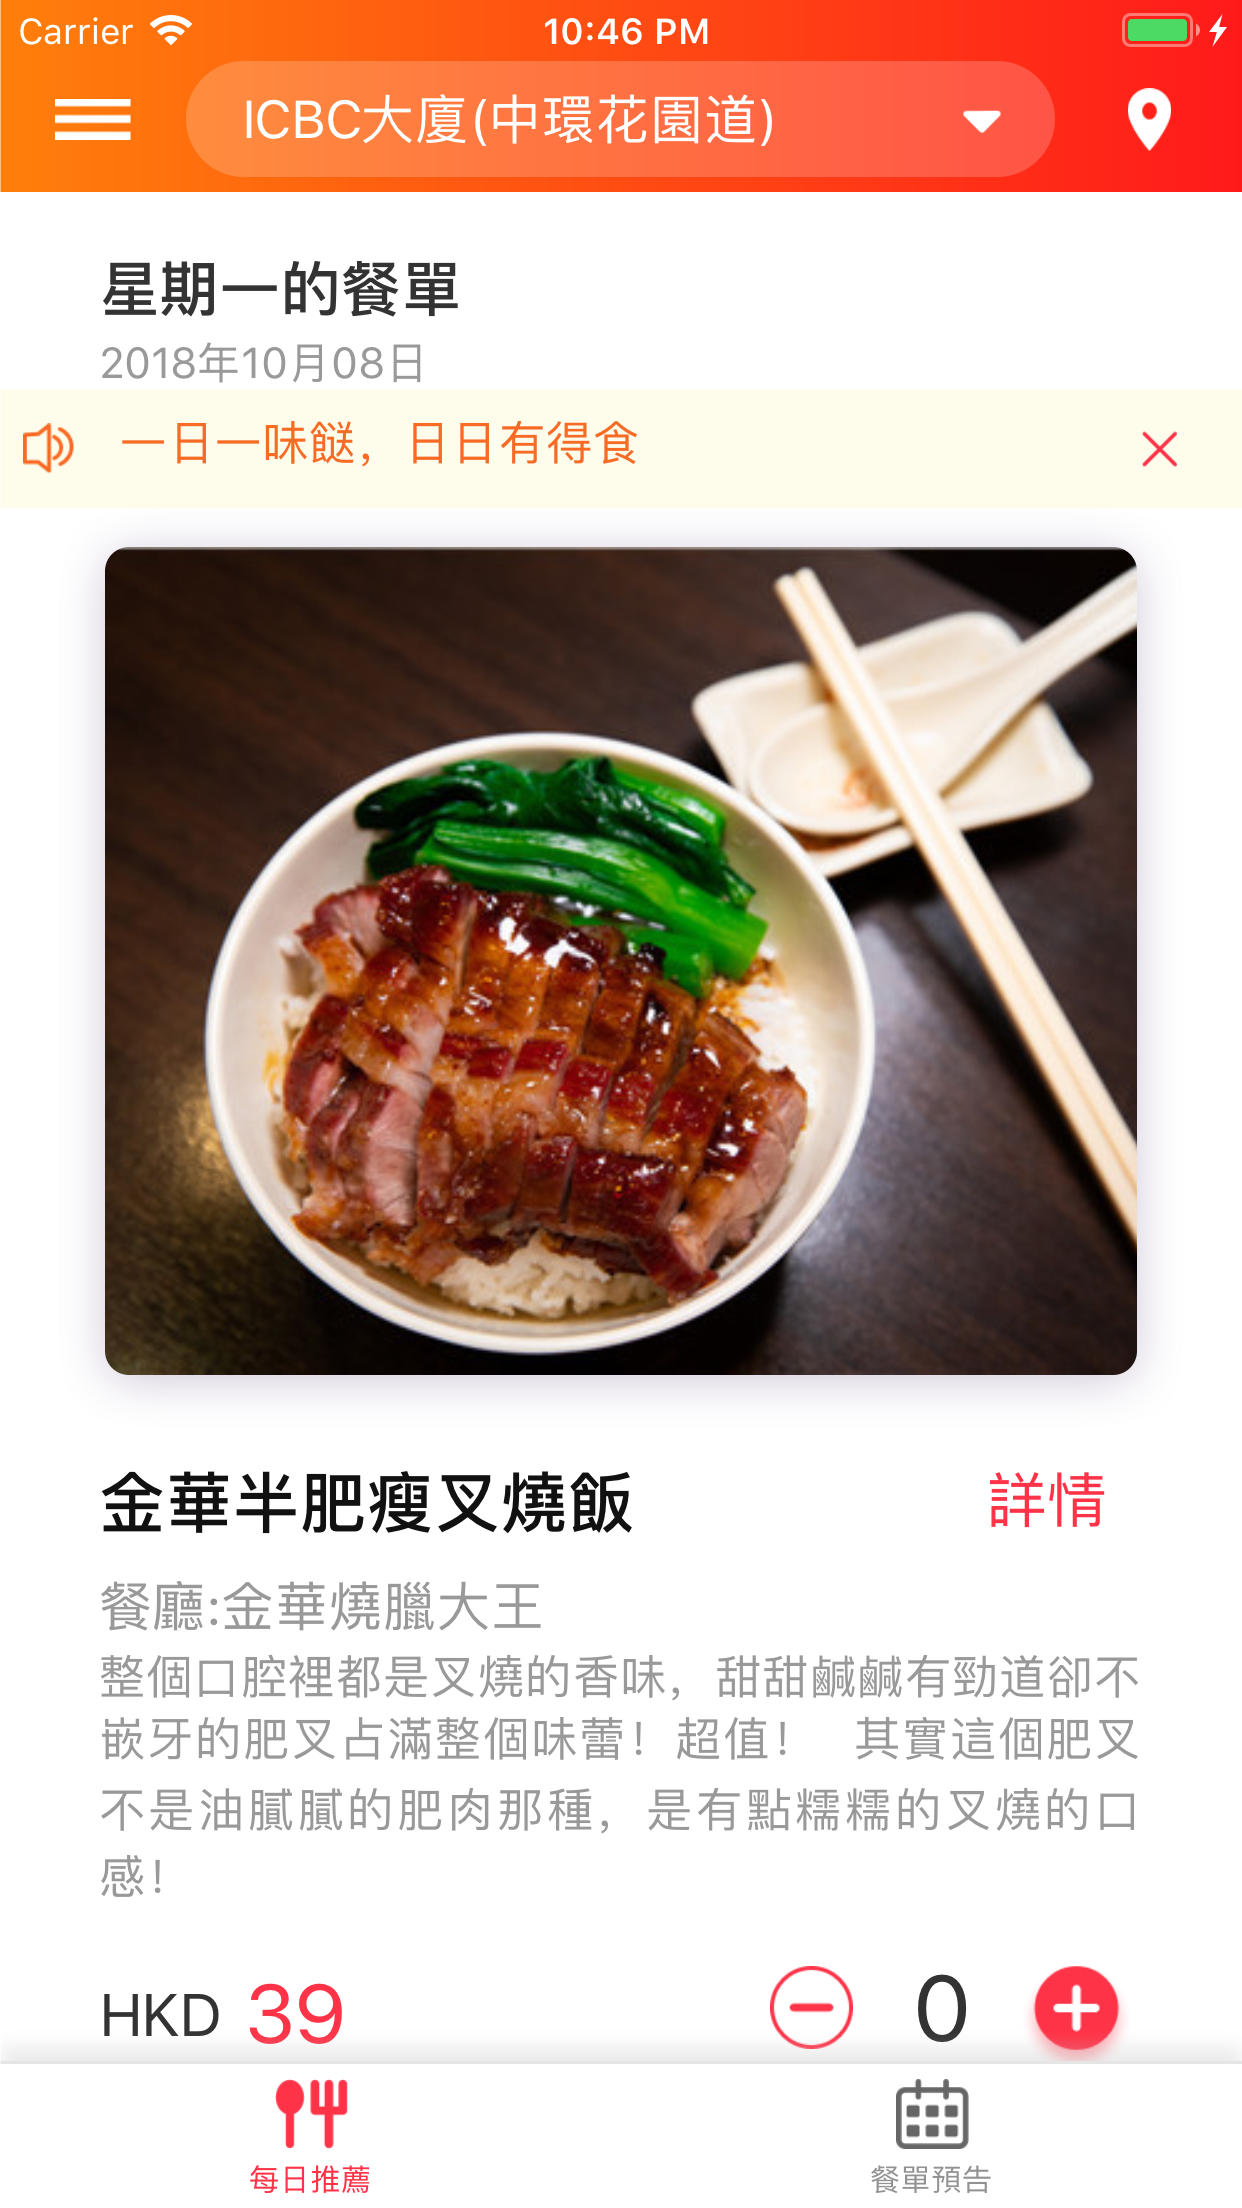 Carrier
10:46 PM
ICBC大廈(中環花園道)
星期一的餐單
2018年10月08日
一日一味餸，日日有得食
金華半肥瘦叉燒飯
詳情
餐廳:金華燒臘大王
整個口腔裡都是叉燒的香味，甜甜鹹鹹有勁道卻不
嵌牙的肥叉占滿整個味蕾！超值！　其實這個肥叉
不是油膩膩的肥肉那種，是有點糯糯的叉燒的口
感！
HKD 39
0
每日推薦
餐單預告